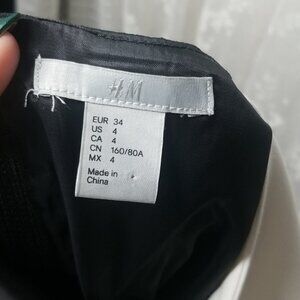 H&M
EUR 34
US 4
CA 4
CN 160/80A
MX 4
Made in
China